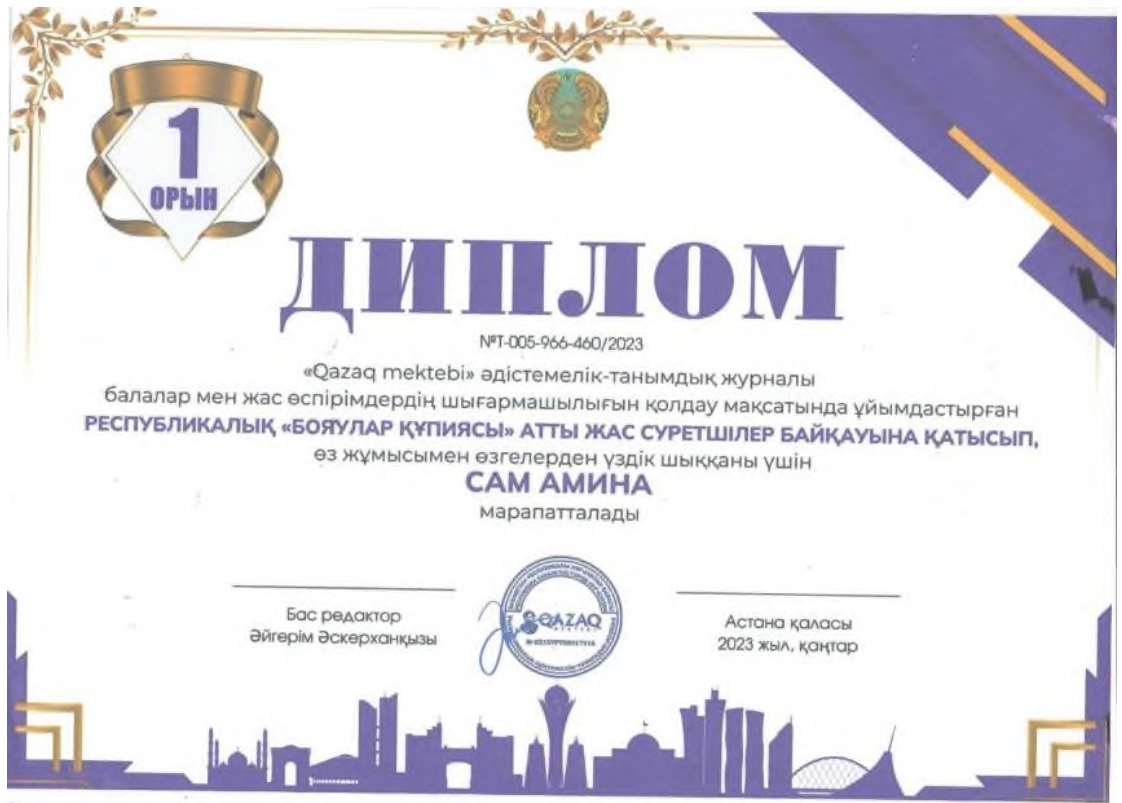 1
ОРЫН
ДИПЛОМ
№Т-005-966-460/2023
«Qazaq mektebi» әдістемелік-танымдық журналы
балалар мен жас өспірімдердің шығармашылығын қолдау мақсатында ұйымдастырған
РЕСПУБЛИКАЛЫҚ «БОЯУЛАР ҚҰПИЯСЫ» АТТЫ ЖАС СУРЕТШІЛЕР БАЙҚАУЫНА ҚАТЫСЫП,
өз жұмысымен өзгелерден үздік шыққаны үшін
САМ АМИНА
марапатталады
Бас редактор
Әйгерім Әскерханқызы
QAZAQ
Астана қаласы
2023 жыл, қаңтар